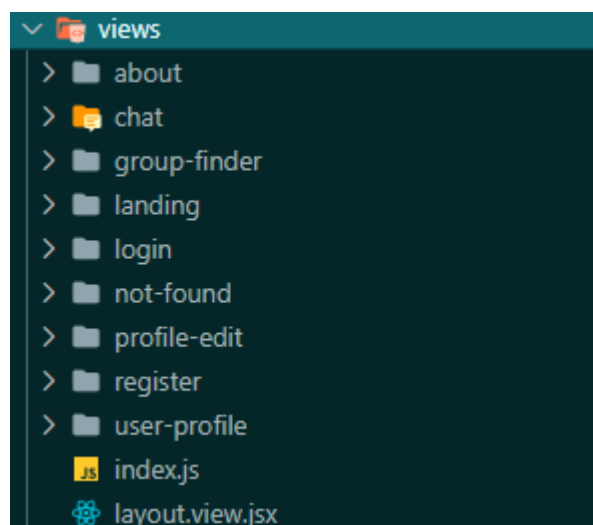 views
about
chat
group-finder
landing
login
not-found
profile-edit
register
user-profile
JS index.js
layout.view.jsx